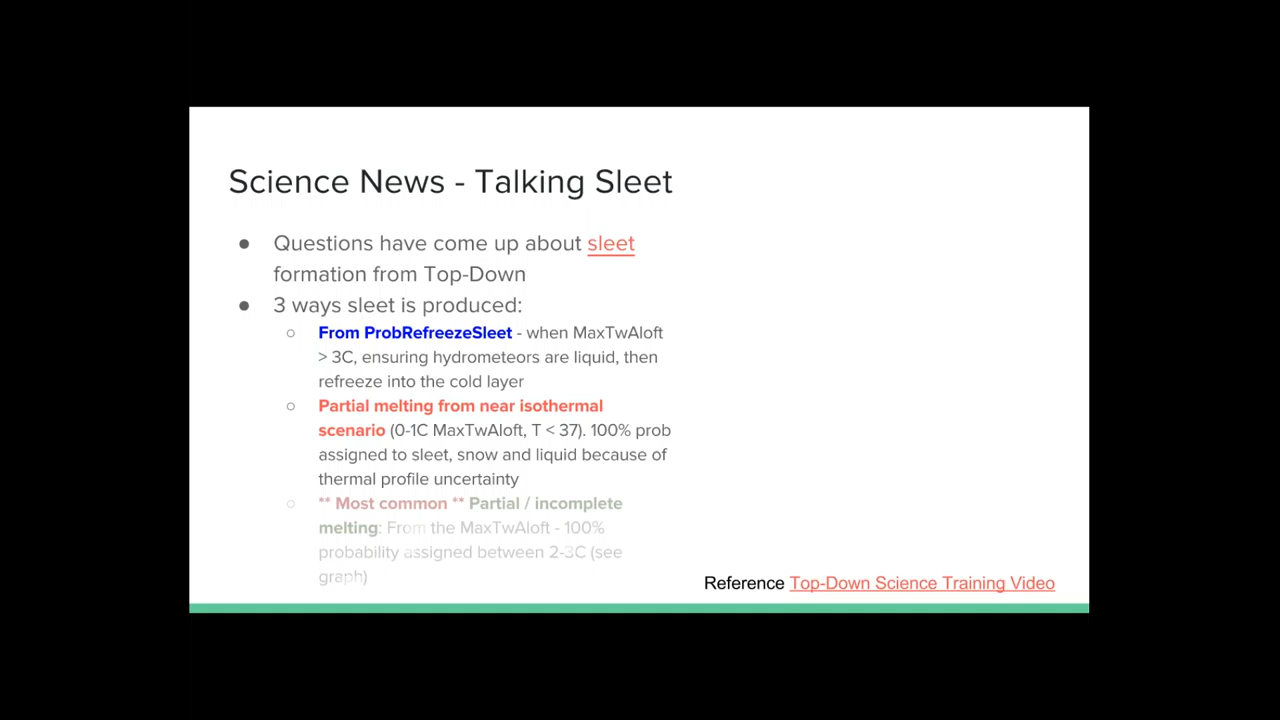 Science News - Talking Sleet
● Questions have come up about sleet
formation from Top-Down
● 3 ways sleet is produced:
○ From ProbRefreezeSleet - when MaxTwAloft
> 3C, ensuring hydrometeors are liquid, then
refreeze into the cold layer
○ Partial melting from near isothermal
scenario (0-1C MaxTwAloft, T < 37). 100% prob
assigned to sleet, snow and liquid because of
thermal profile uncertainty
○ ** Most common ** Partial / incomplete
melting: From the MaxTwAloft - 100%
probability assigned between 2-3C (see
graph)
Reference Top-Down Science Training Video